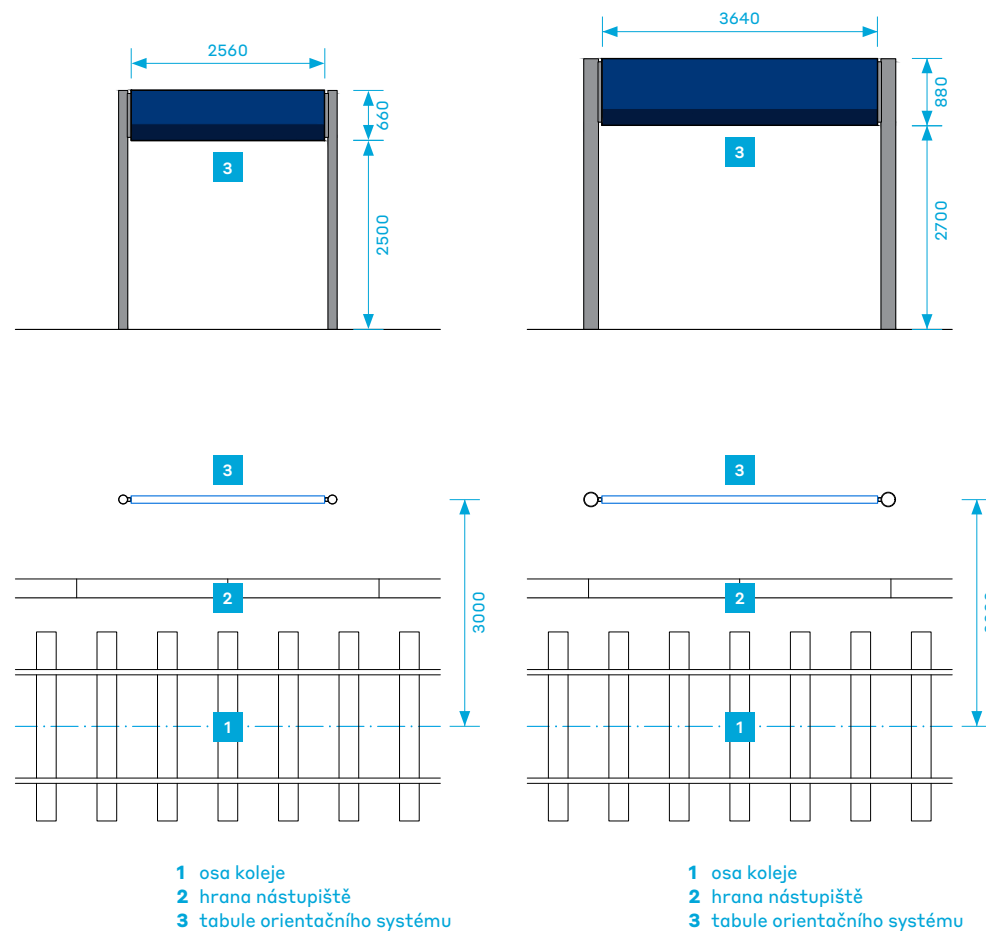 2560
660
3
2500
3640
880
3
2700
3
2
1
3000
3
2
1
1 osa koleje
2 hrana nástupiště
3 tabule orientačního systému
1 osa koleje
2 hrana nástupiště
3 tabule orientačního systému